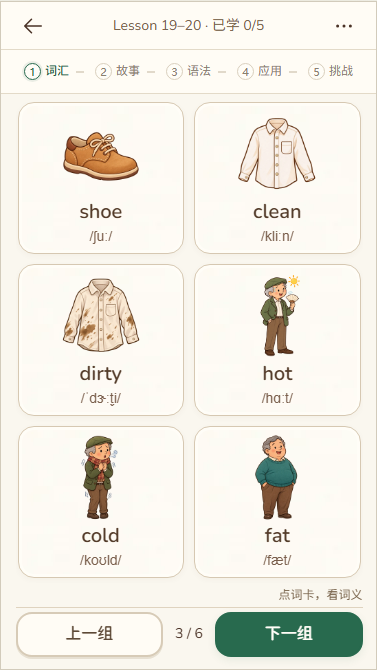 Lesson 19–20 · 已学 0/5
1 词汇 – 2 故事 – 3 语法 – 4 应用 – 5 挑战
shoe clean
/ʃuː/ /kliːn/
dirty hot
/ˈdɝː.t̬i/ /hɑːt/
cold fat
/koʊld/ /fæt/
点词卡，看词义
上一组 3 / 6 下一组